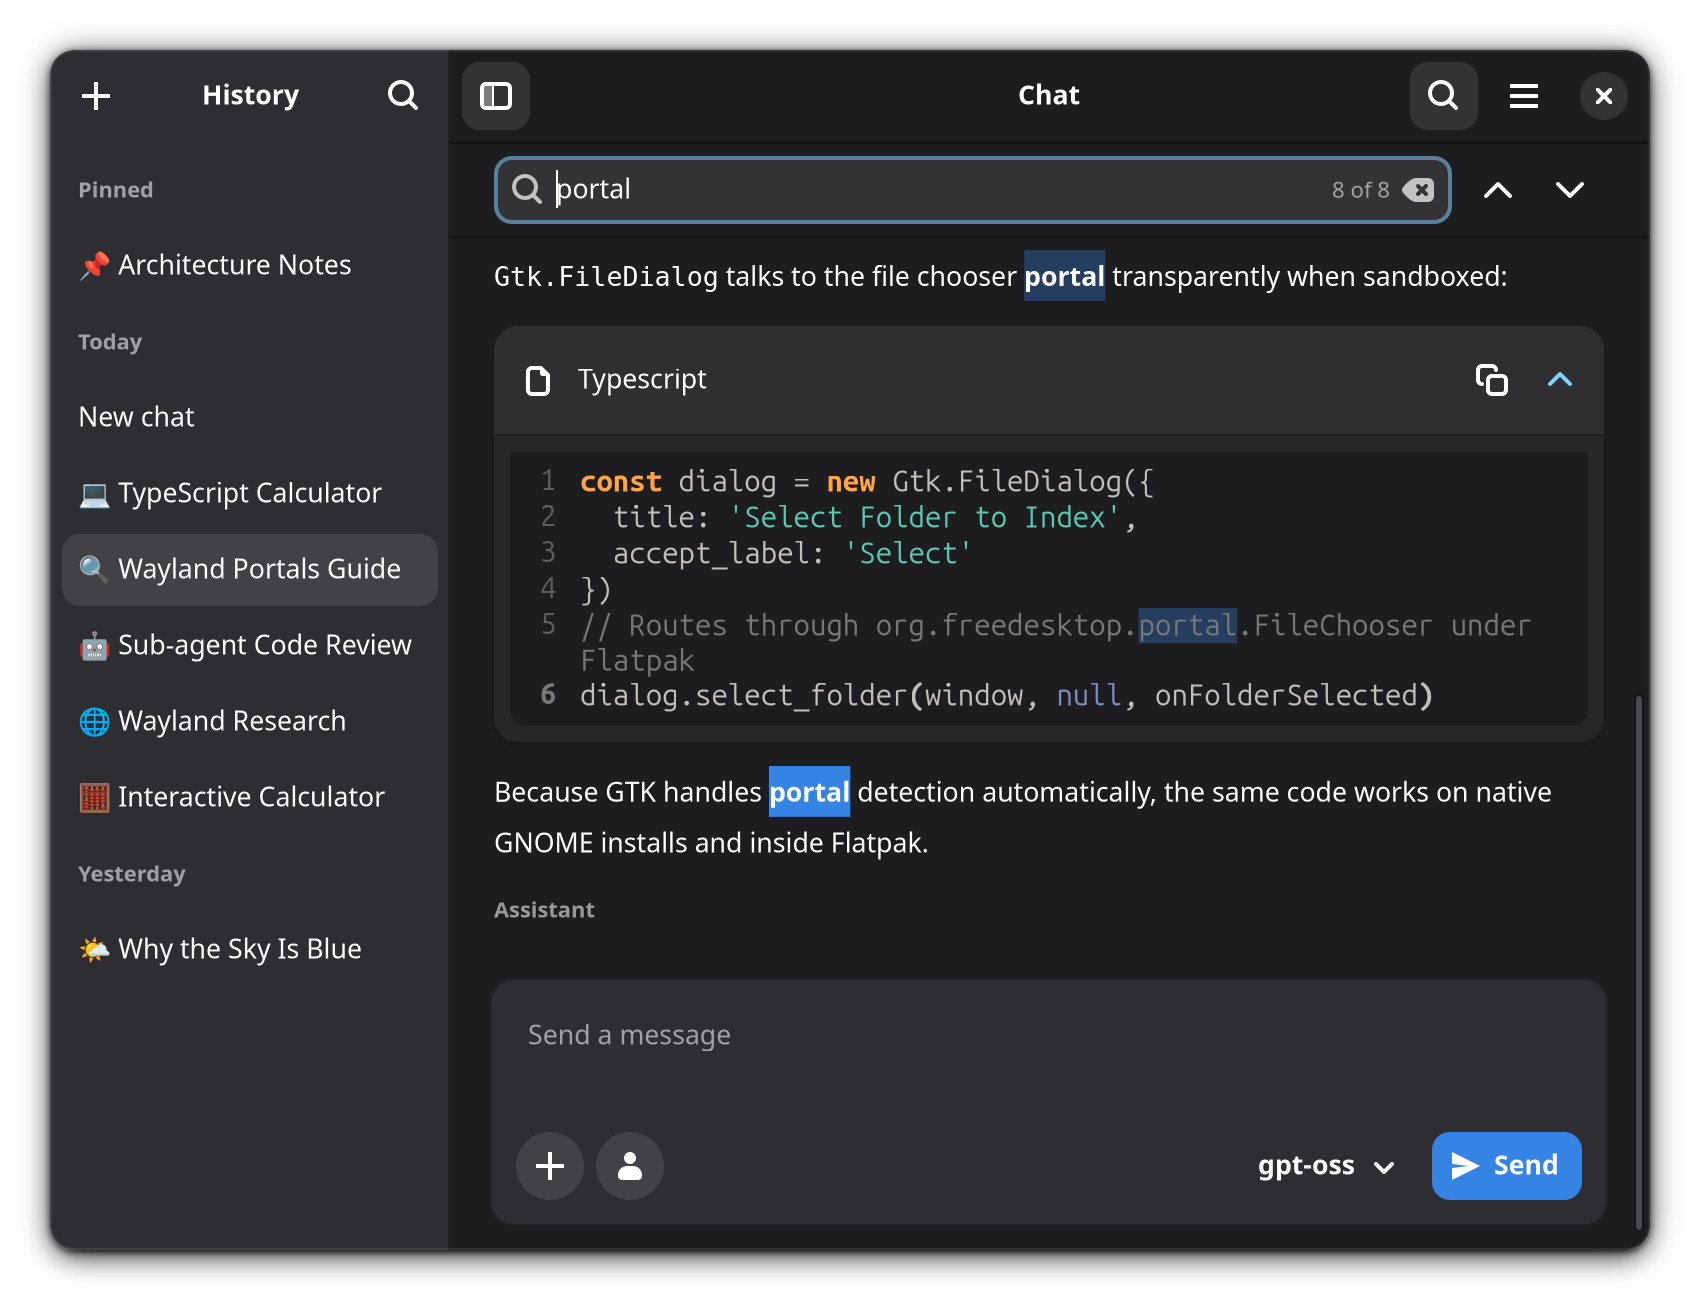 History
Pinned
📌 Architecture Notes
Today
New chat
💻 TypeScript Calculator
🔍 Wayland Portals Guide
🤖 Sub-agent Code Review
🌐 Wayland Research
🧮 Interactive Calculator
Yesterday
🌤️ Why the Sky Is Blue
Chat
portal
8 of 8
Gtk.FileDialog talks to the file chooser portal transparently when sandboxed:
Typescript
1 const dialog = new Gtk.FileDialog({
2   title: 'Select Folder to Index',
3   accept_label: 'Select'
4 })
5 // Routes through org.freedesktop.portal.FileChooser under
Flatpak
6 dialog.select_folder(window, null, onFolderSelected)
Because GTK handles portal detection automatically, the same code works on native
GNOME installs and inside Flatpak.
Assistant
Send a message
gpt-oss
Send